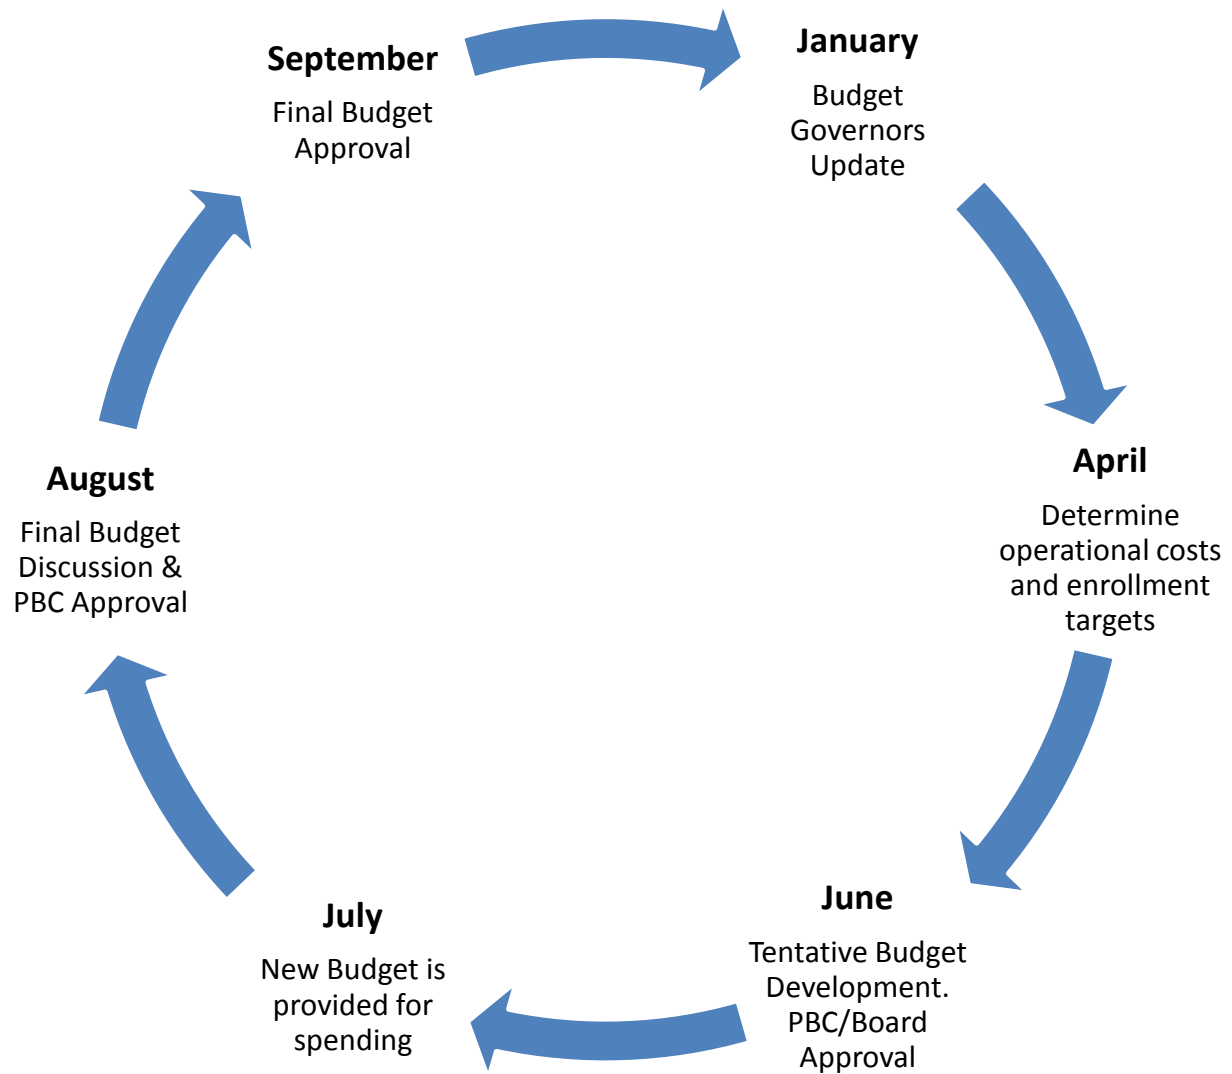 January
Budget
Governors
Update
April
Determine
operational costs
and enrollment
targets
June
Tentative Budget
Development.
PBC/Board
Approval
July
New Budget is
provided for
spending
August
Final Budget
Discussion &
PBC Approval
September
Final Budget
Approval